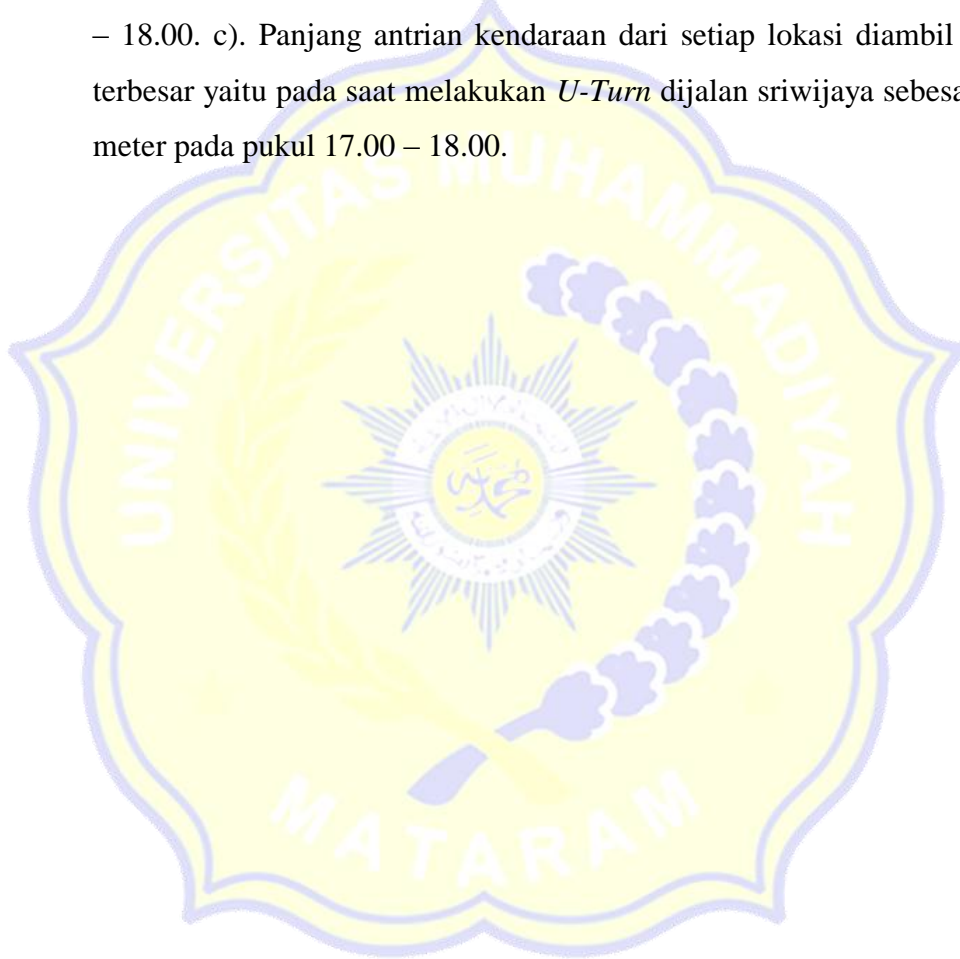 – 18.00. c). Panjang antrian kendaraan dari setiap lokasi diambil
terbesar yaitu pada saat melakukan U-Turn dijalan sriwijaya
meter pada pukul 17.00 – 18.00.
UNIVERSITAS MUHAMMADIYAH
MATARAM